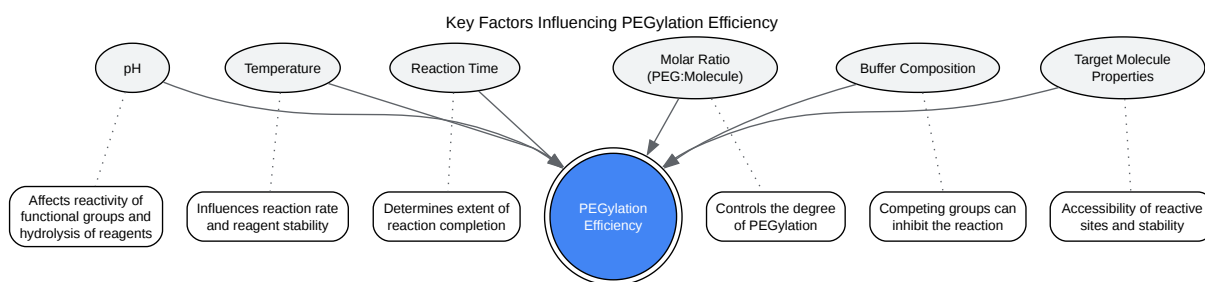 Key Factors Influencing PEGylation Efficiency
pH
Temperature
Reaction Time
Molar Ratio
(PEG:Molecule)
Buffer Composition
Target Molecule
Properties
Affects reactivity of
functional groups and
hydrolysis of reagents
Influences reaction rate
and reagent stability
Determines extent of
reaction completion
PEGylation
Efficiency
Controls the degree
of PEGylation
Competing groups can
inhibit the reaction
Accessibility of reactive
sites and stability